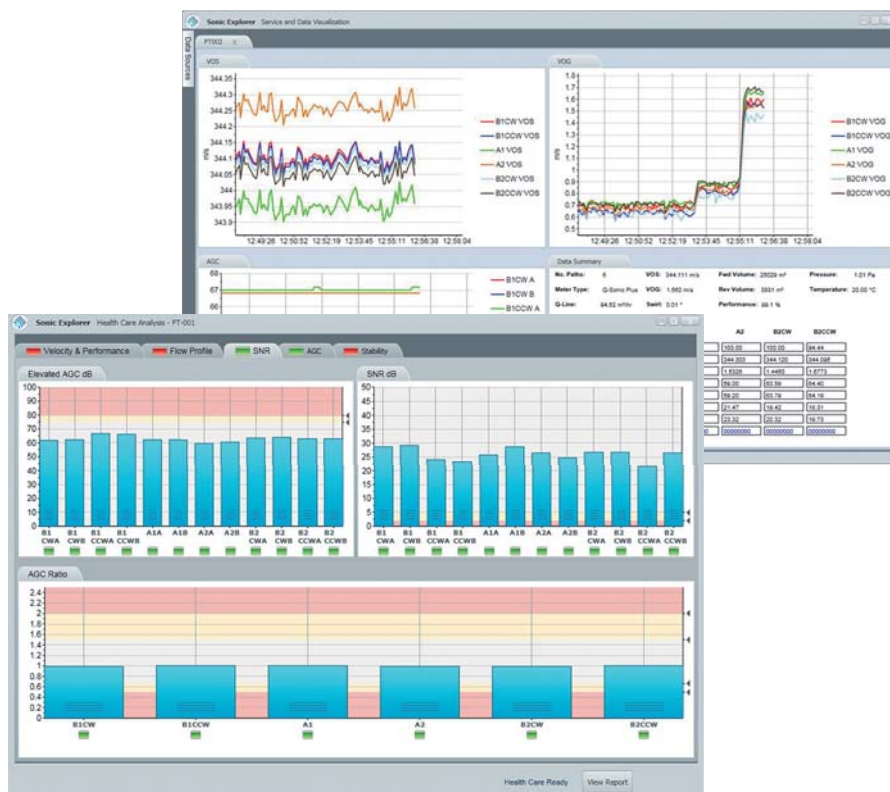 Sonic Explorer Service and Data Visualization
Data Sources
FT002 x
VOS
344.35
344.3
344.25
344.2
344.15
344.1
344.05
344
343.95
343.9
m/s
12:49:26 12:50:52 12:52:19 12:53:45 12:55:11 12:56:38 12:58:04
B1CW VOS
B1CCW VOS
A1 VOS
A2 VOS
B2CW VOS
B2CCW VOS
VOG
1.8
1.7
1.6
1.5
1.4
1.3
1.2
1.1
1
0.9
0.8
0.7
0.6
0.5
m/s
12:49:26 12:50:52 12:52:19 12:53:45 12:55:11 12:56:38 12:58:04
B1CW VOG
B1CCW VOG
A1 VOG
A2 VOG
B2CW VOG
B2CCW VOG
AGC
68
67
66
B1CW A
B1CW B
B1CCW A
Data Summary
No. Paths: 6 VOS: 344.111 m/s Fwd Volume: 25029 m³ Pressure: 1.01 Pa
Meter Type: Q-Sonic Plus VOG: 1.560 m/s Rev Volume: 3931 m³ Temperature: 20.00 °C
Q-Line: 94.52 m³/hr Swirl: 0.01 ° Performance: 99.1 %
A2 B2CW B2CCW
100.00 100.00 94.44
344.303 344.120 344.095
1.5328 1.4450 1.5773
59.00 63.59 64.40
59.20 63.79 64.19
21.47 19.42 18.31
23.32 20.32 19.73
00000000 00000000 00000000
Sonic Explorer Health Care Analysis - FT-001
Velocity & Performance Flow Profile SNR AGC Stability
Elevated AGC dB
100
90
80
70
60
50
40
30
20
10
0
B1 CWA B1 CWB B1 CCWA B1 CCWB A1A A1B A2A A2B B2 CWA B2 CWB B2 CCWA B2 CCWB
SNR dB
50
45
40
35
30
25
20
15
10
5
0
B1 CWA B1 CWB B1 CCWA B1 CCWB A1A A1B A2A A2B B2 CWA B2 CWB B2 CCWA B2 CCWB
AGC Ratio
2.4
2.2
2
1.8
1.6
1.4
1.2
1
0.8
0.6
0.4
0.2
0
B1CW B1CCW A1 A2 B2CW B2CCW
Health Care Ready View Report